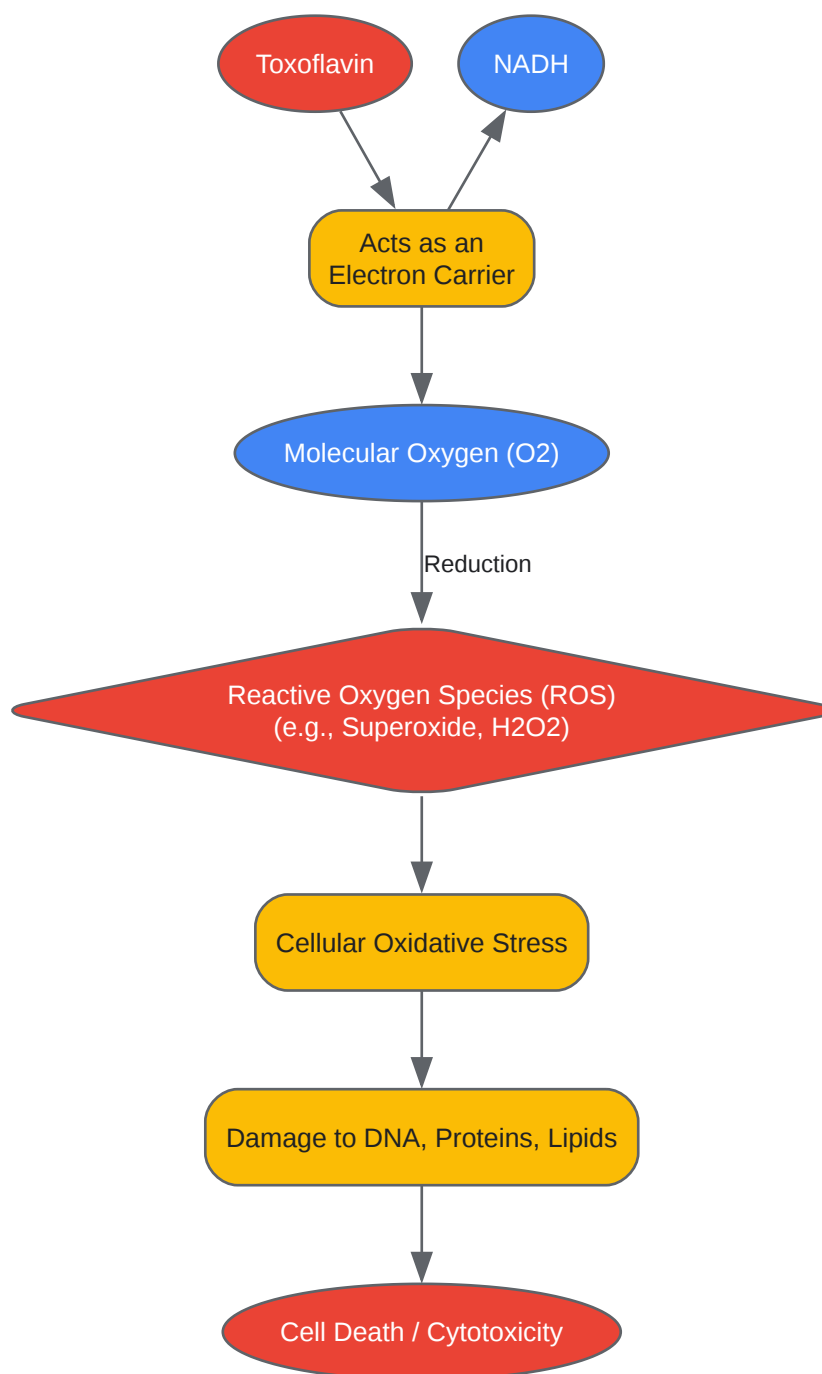 Toxoflavin
NADH
Acts as an
Electron Carrier
Molecular Oxygen (O2)
Reduction
Reactive Oxygen Species (ROS)
(e.g., Superoxide, H2O2)
Cellular Oxidative Stress
Damage to DNA, Proteins, Lipids
Cell Death / Cytotoxicity